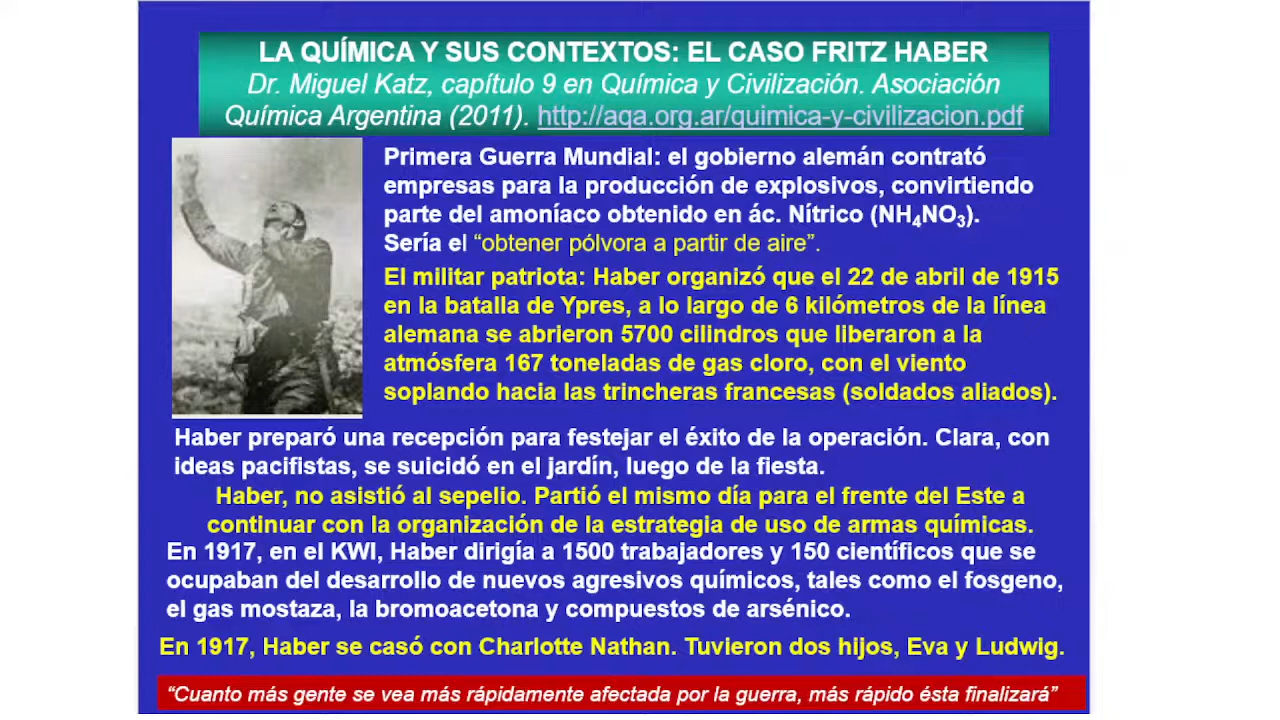 LA QUÍMICA Y SUS CONTEXTOS: EL CASO FRITZ HABER
Dr. Miguel Katz, capítulo 9 en Química y Civilización. Asociación
Química Argentina (2011). http://aqa.org.ar/quimica-y-civilizacion.pdf
Primera Guerra Mundial: el gobierno alemán contrató
empresas para la producción de explosivos, convirtiendo
parte del amoníaco obtenido en ác. Nítrico (NH₄NO₃).
Sería el “obtener pólvora a partir de aire”.
El militar patriota: Haber organizó que el 22 de abril de 1915
en la batalla de Ypres, a lo largo de 6 kilómetros de la línea
alemana se abrieron 5700 cilindros que liberaron a la
atmósfera 167 toneladas de gas cloro, con el viento
soplando hacia las trincheras francesas (soldados aliados).
Haber preparó una recepción para festejar el éxito de la operación. Clara, con
ideas pacifistas, se suicidó en el jardín, luego de la fiesta.
Haber, no asistió al sepelio. Partió el mismo día para el frente del Este a
continuar con la organización de la estrategia de uso de armas químicas.
En 1917, en el KWI, Haber dirigía a 1500 trabajadores y 150 científicos que se
ocupaban del desarrollo de nuevos agresivos químicos, tales como el fosgeno,
el gas mostaza, la bromoacetona y compuestos de arsénico.
En 1917, Haber se casó con Charlotte Nathan. Tuvieron dos hijos, Eva y Ludwig.
“Cuanto más gente se vea más rápidamente afectada por la guerra, más rápido ésta finalizará”